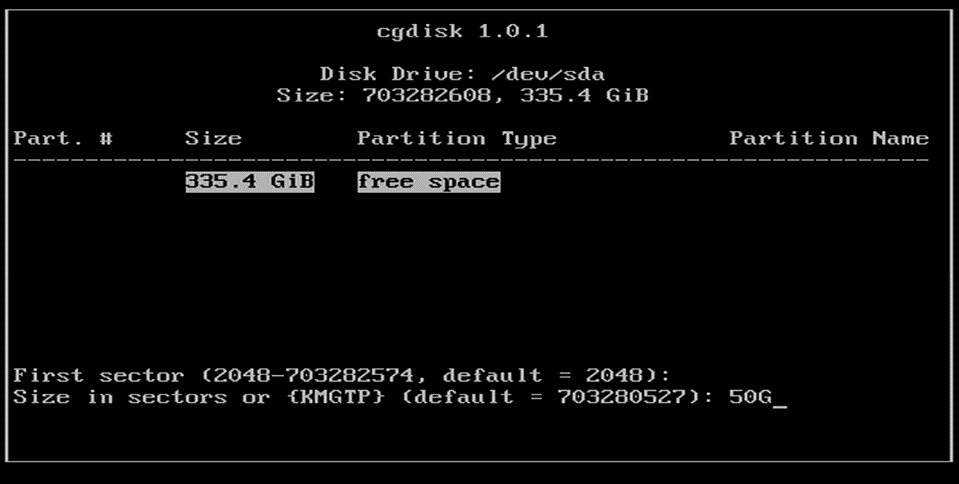 cgdisk 1.0.1
Disk Drive: /dev/sda
Size: 703282608, 335.4 GiB
Part. # Size Partition Type Partition Name
--------------------------------------------------------------
335.4 GiB free space
First sector (2048-703282574, default = 2048):
Size in sectors or {KMGTP} (default = 703280527): 50G_